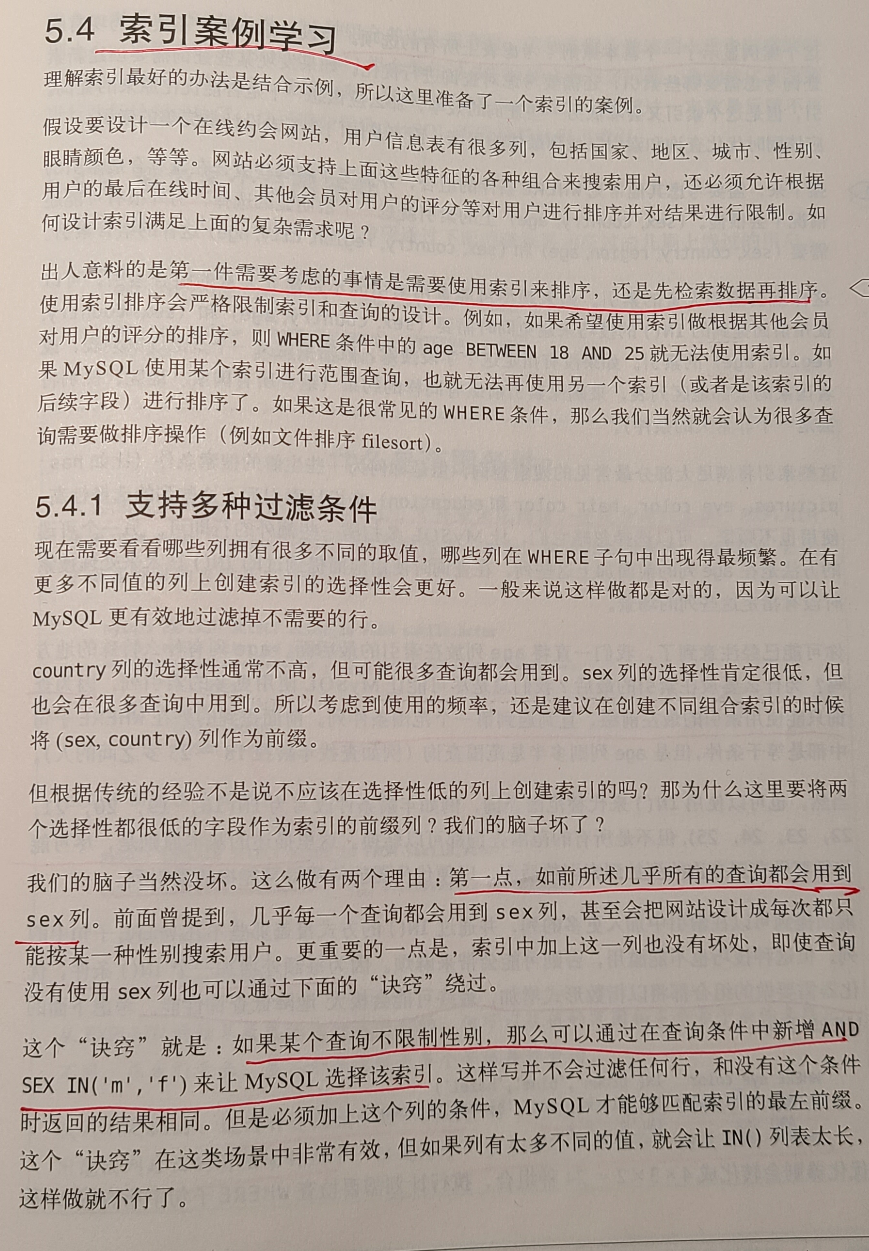 5.4 索引案例学习
理解索引最好的办法是结合示例，所以这里准备了一个索引的案例。
假设要设计一个在线约会网站，用户信息表有很多列，包括国家、地区、城市、性别、
眼睛颜色，等等。网站必须支持上面这些特征的各种组合来搜索用户，还必须允许根据
用户的最后在线时间、其他会员对用户的评分等对用户进行排序并对结果进行限制。如
何设计索引满足上面的复杂需求呢？
出人意料的是第一件需要考虑的事情是需要使用索引来排序，还是先检索数据再排序。
使用索引排序会严格限制索引和查询的设计。例如，如果希望使用索引做根据其他会员
对用户的评分的排序，则 WHERE 条件中的 age BETWEEN 18 AND 25 就无法使用索引。如
果 MySQL 使用某个索引进行范围查询，也就无法再使用另一个索引（或者是该索引的
后续字段）进行排序了。如果这是很常见的 WHERE 条件，那么我们当然就会认为很多查
询需要做排序操作（例如文件排序 filesort）。
5.4.1 支持多种过滤条件
现在需要看看哪些列拥有很多不同的取值，哪些列在 WHERE 子句中出现得最频繁。在有
更多不同值的列上创建索引的选择性会更好。一般来说这样做都是对的，因为可以让
MySQL 更有效地过滤掉不需要的行。
country 列的选择性通常不高，但可能很多查询都会用到。sex 列的选择性肯定很低，但
也会在很多查询中用到。所以考虑到使用的频率，还是建议在创建不同组合索引的时候
将 (sex, country) 列作为前缀。
但根据传统的经验不是说不应该在选择性低的列上创建索引的吗？那为什么这里要将两
个选择性都很低的字段作为索引的前缀列？我们的脑子坏了？
我们的脑子当然没坏。这么做有两个理由：第一点，如前所述几乎所有的查询都会用到
sex 列。前面曾提到，几乎每一个查询都会用到 sex 列，甚至会把网站设计成每次都只
能按某一种性别搜索用户。更重要的一点是，索引中加上这一列也没有坏处，即使查询
没有使用 sex 列也可以通过下面的“诀窍”绕过。
这个“诀窍”就是：如果某个查询不限制性别，那么可以通过在查询条件中新增 AND
SEX IN('m','f') 来让 MySQL 选择该索引。这样写并不会过滤任何行，和没有这个条件
时返回的结果相同。但是必须加上这个列的条件，MySQL 才能够匹配索引的最左前缀。
这个“诀窍”在这类场景中非常有效，但如果列有太多不同的值，就会让 IN() 列表太长，
这样做就不行了。